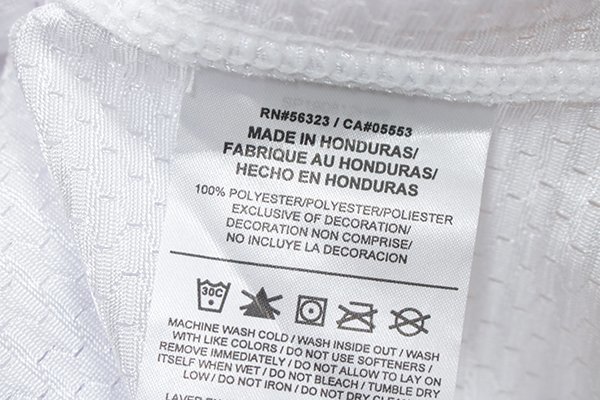 RN#56323 / CA#05553
MADE IN HONDURAS/
FABRIQUE AU HONDURAS/
HECHO EN HONDURAS
100% POLYESTER/POLYESTER/POLIESTER
EXCLUSIVE OF DECORATION/
DECORATION NON COMPRISE/
NO INCLUYE LA DECORACION
30C
MACHINE WASH COLD / WASH INSIDE OUT / WASH
WITH LIKE COLORS / DO NOT USE SOFTENERS /
REMOVE IMMEDIATELY / DO NOT ALLOW TO LAY ON
ITSELF WHEN WET / DO NOT BLEACH / TUMBLE DRY
LOW / DO NOT IRON / DO NOT DRY CLEAN
LAVER